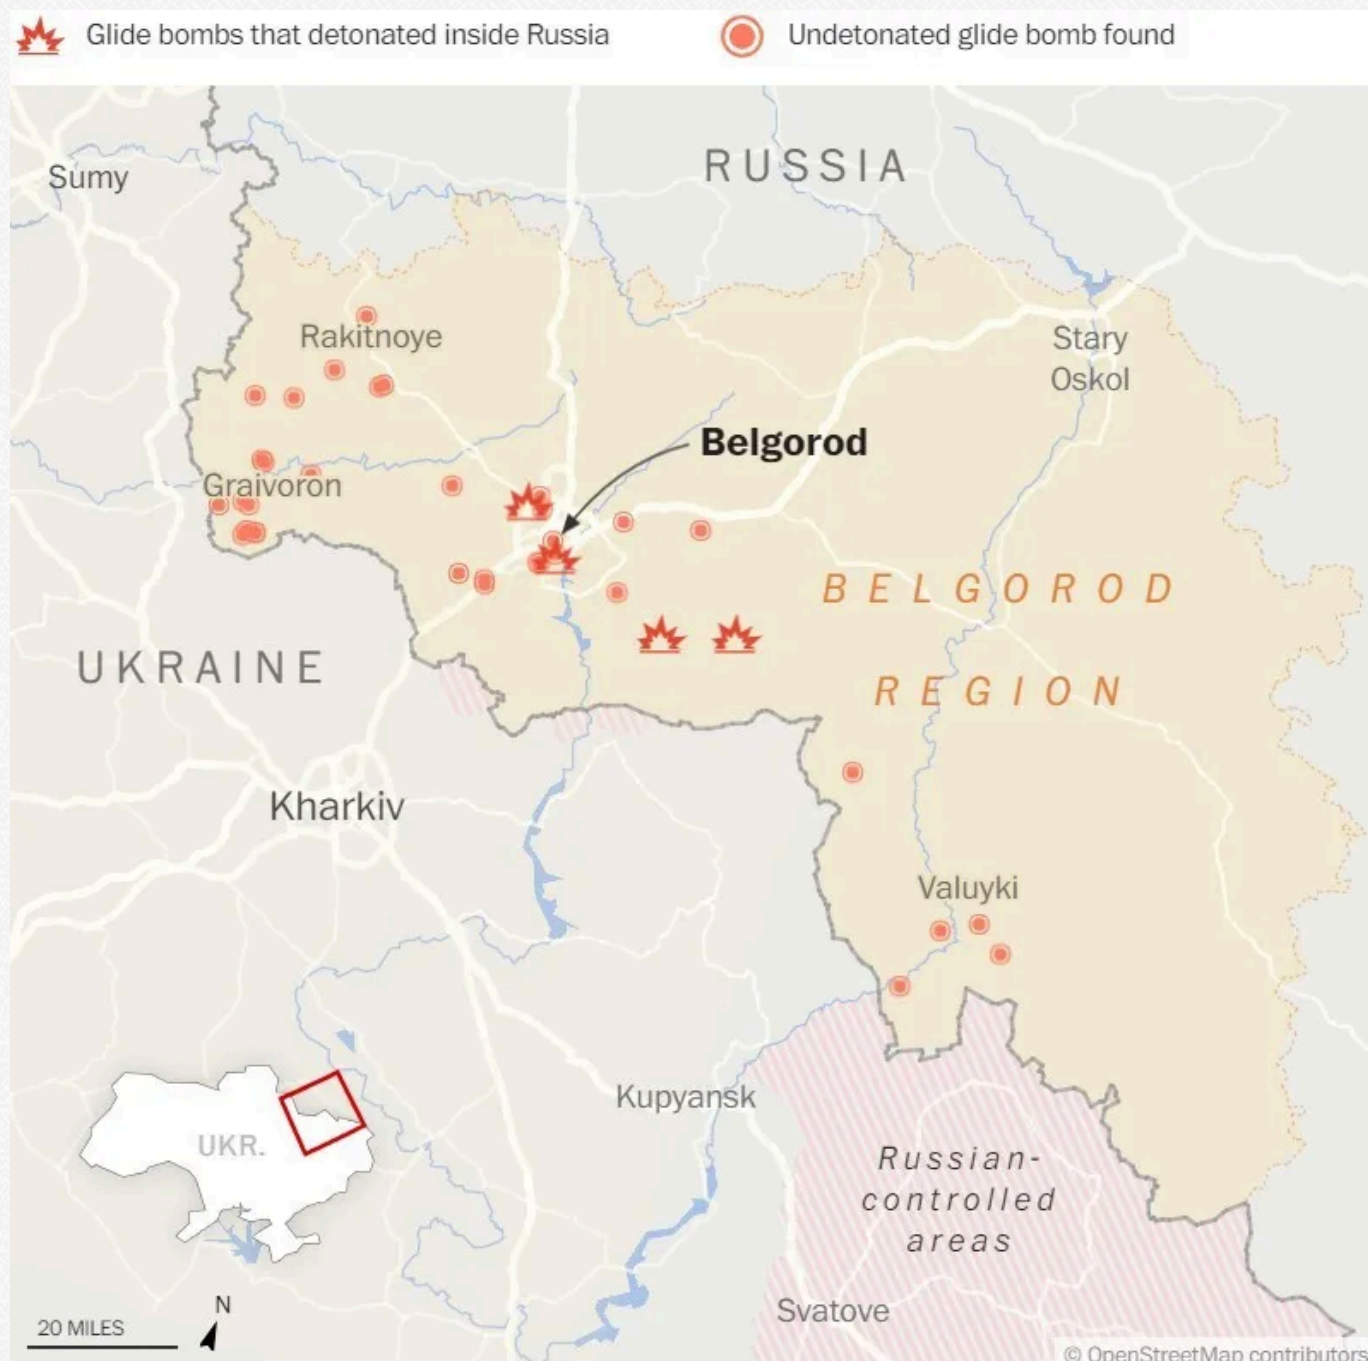 Glide bombs that detonated inside Russia
Undetonated glide bomb found
RUSSIA
Sumy
Rakitnoye
Stary
Oskol
Belgorod
Graivoron
BELGOROD
REGION
UKRAINE
Kharkiv
Valuyki
Kupyansk
UKR.
Russian-
controlled
areas
Svatove
N
20 MILES
© OpenStreetMap contributors